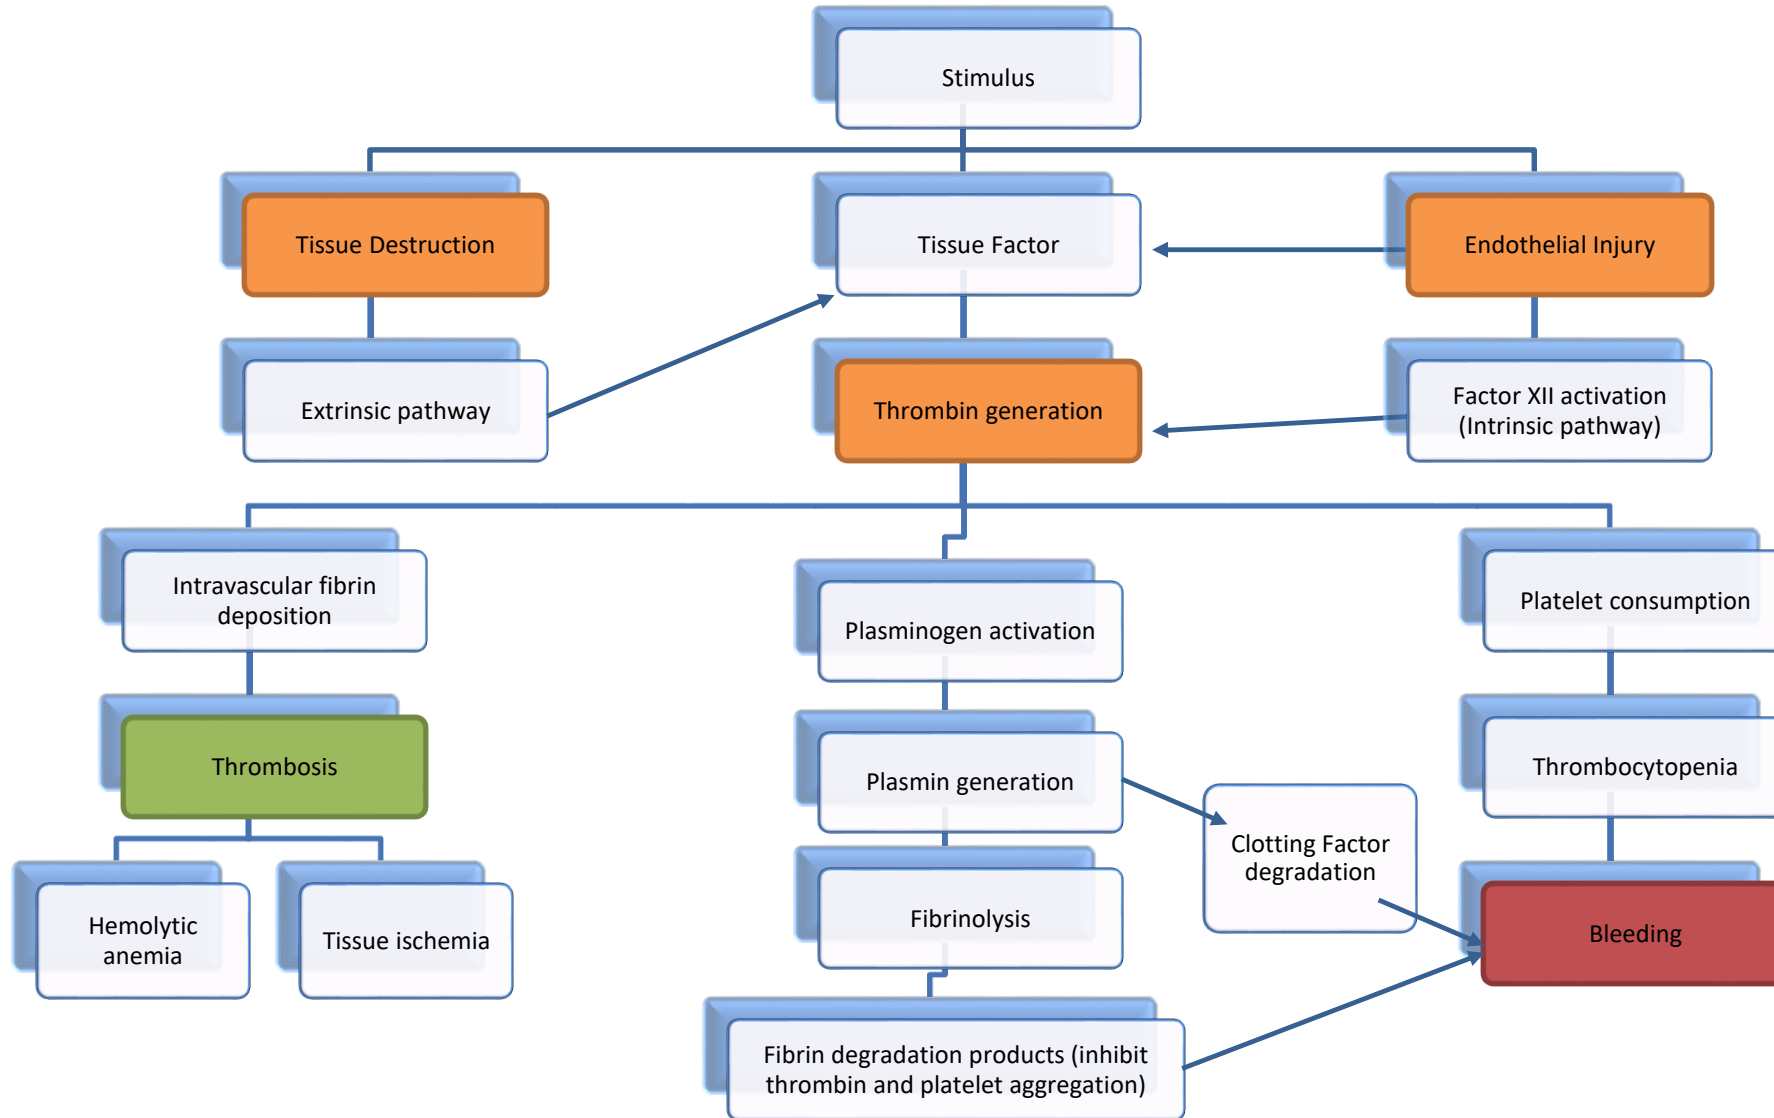 Stimulus
Tissue Destruction
Tissue Factor
Endothelial Injury
Extrinsic pathway
Thrombin generation
Factor XII activation
(Intrinsic pathway)
Intravascular fibrin
deposition
Plasminogen activation
Platelet consumption
Thrombosis
Plasmin generation
Clotting Factor
degradation
Thrombocytopenia
Hemolytic
anemia
Tissue ischemia
Fibrinolysis
Bleeding
Fibrin degradation products (inhibit
thrombin and platelet aggregation)